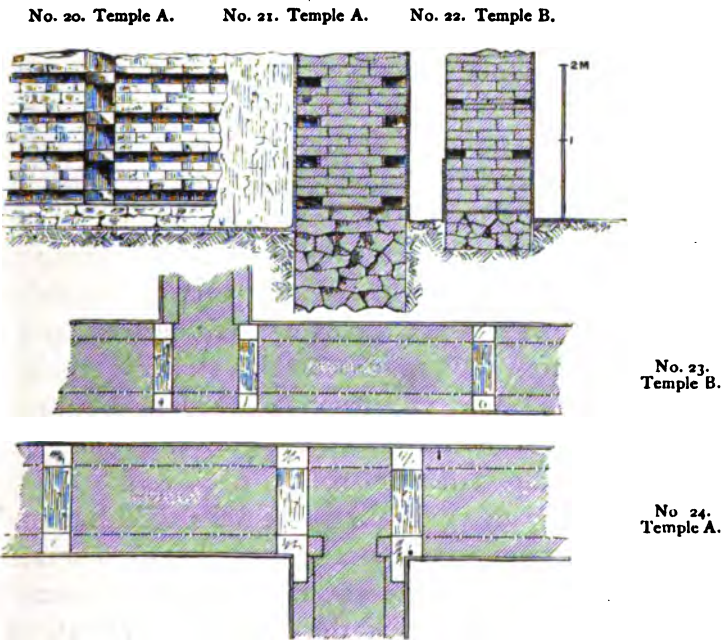 No. 20. Temple A.
No. 21. Temple A.
No. 22. Temple B.
2M
1
No. 23.
Temple B.
No 24.
Temple A.